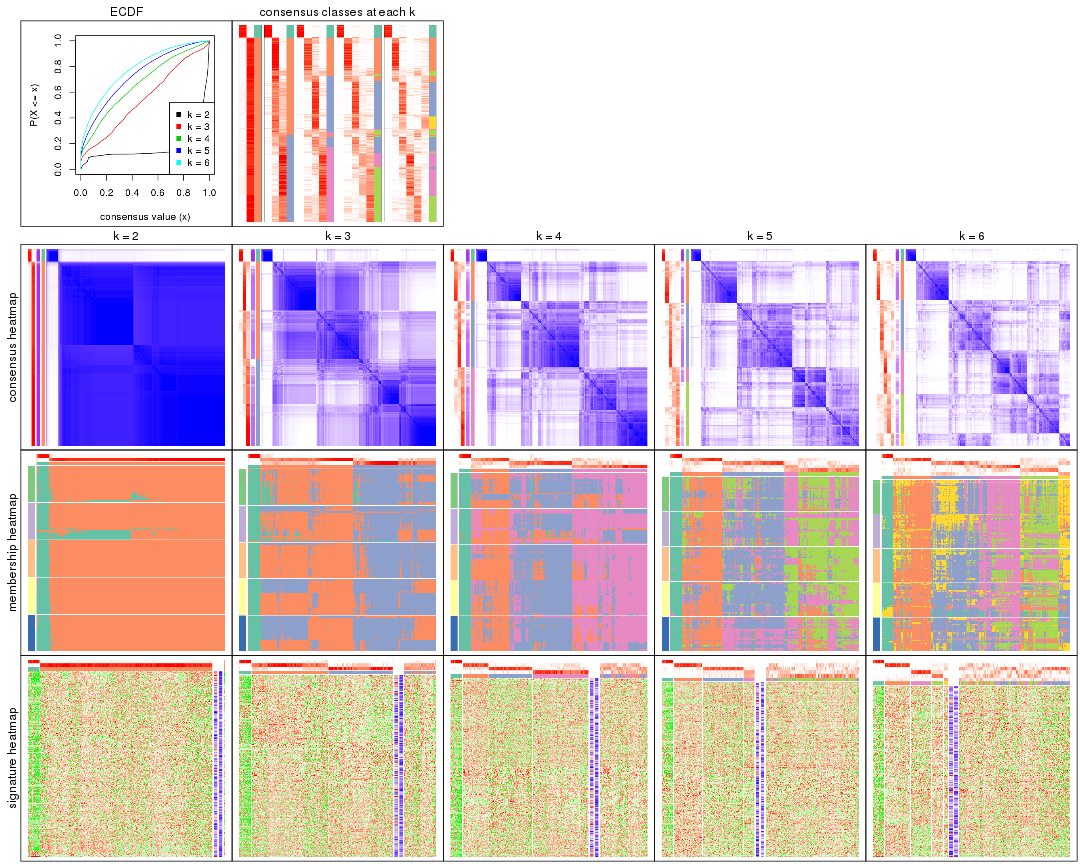 ECDF
consensus classes at each k
P(X <= x)
1.0
0.8
0.6
0.4
0.2
0.0
k = 2
k = 3
k = 4
k = 5
k = 6
0.0 0.2 0.4 0.6 0.8 1.0
consensus value (x)
k = 2
k = 3
k = 4
k = 5
k = 6
consensus heatmap
membership heatmap
signature heatmap